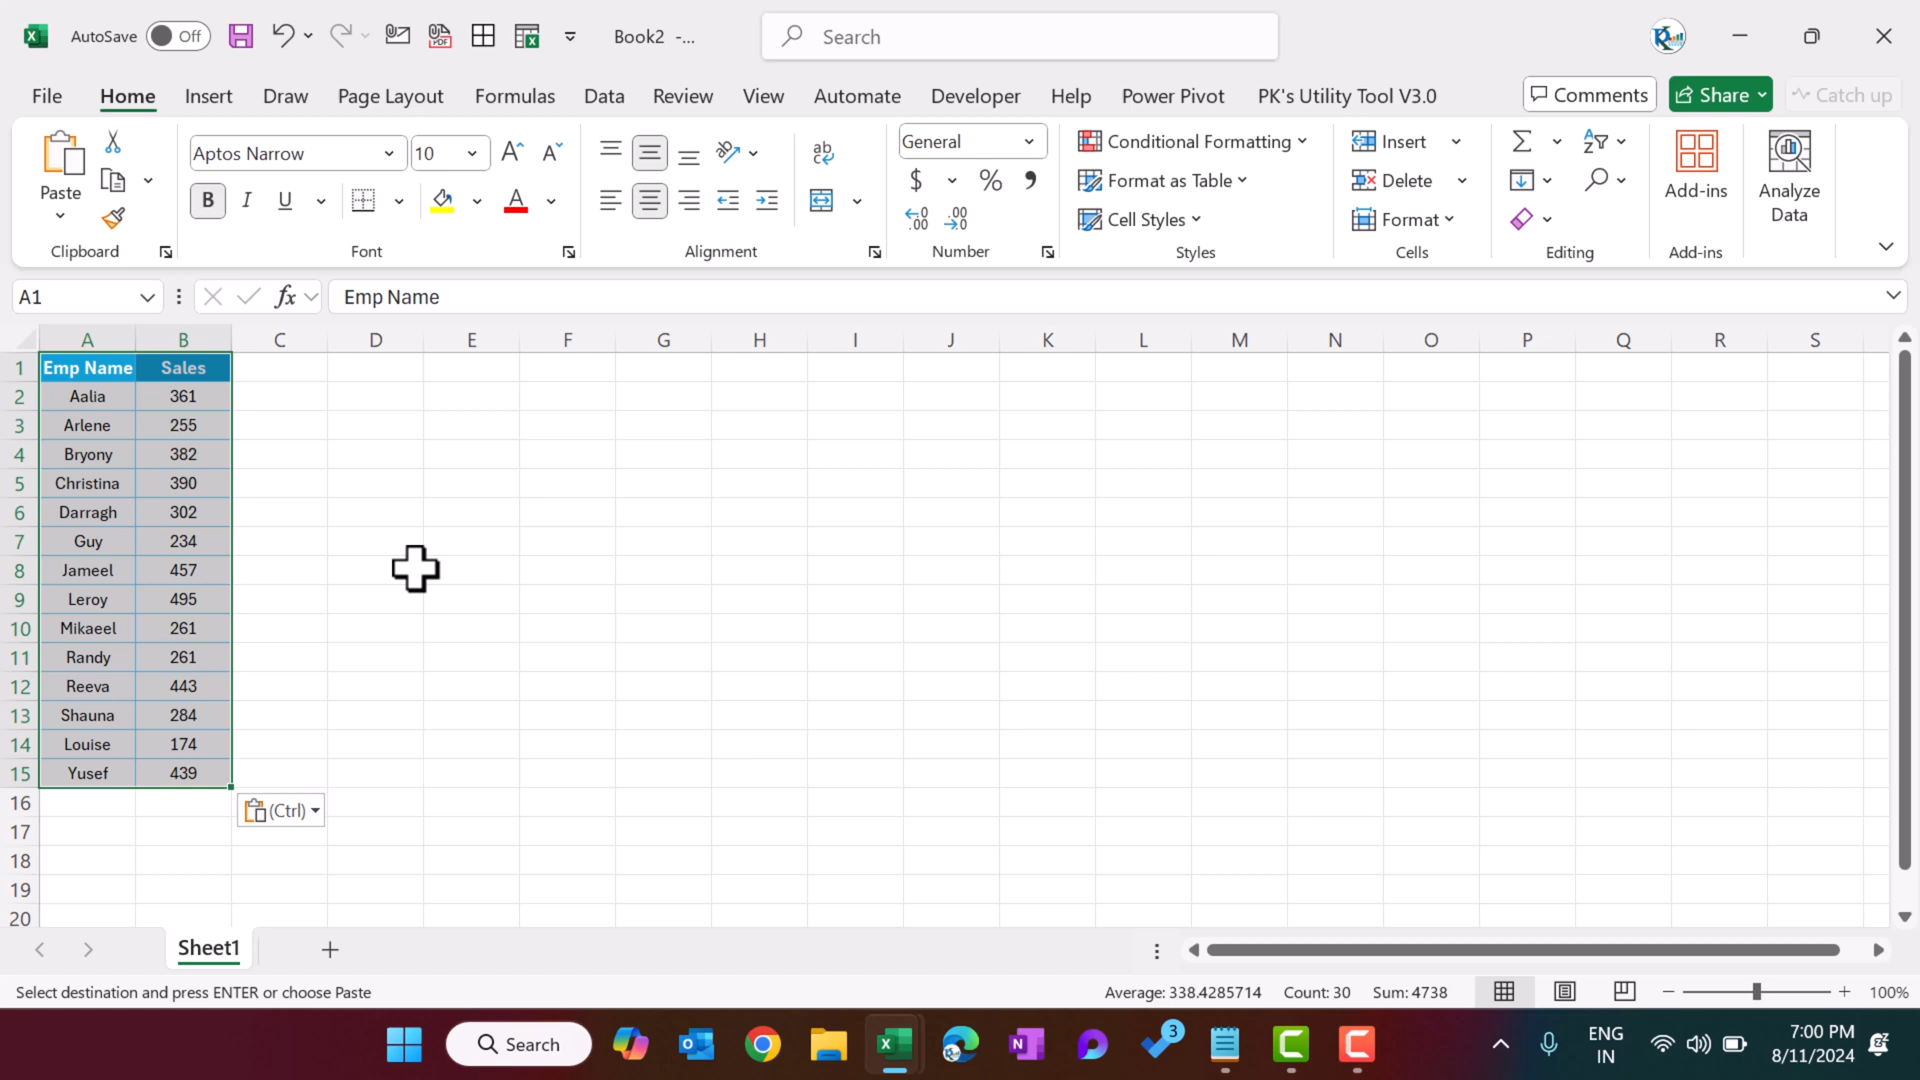 AutoSave Off Book2 -... Search
File Home Insert Draw Page Layout Formulas Data Review View Automate Developer Help Power Pivot PK's Utility Tool V3.0 Comments Share Catch up
Paste
Clipboard
Aptos Narrow 10
B I U
Font
ab
Alignment
General
$ % 9
Number
Conditional Formatting
Format as Table
Cell Styles
Styles
Insert
Delete
Format
Cells
Editing
Add-ins
Add-ins
Analyze
Data
A1 fx Emp Name
A B C D E F G H I J K L M N O P Q R S
1 Emp Name Sales
2 Aalia 361
3 Arlene 255
4 Bryony 382
5 Christina 390
6 Darragh 302
7 Guy 234
8 Jameel 457
9 Leroy 495
10 Mikaeel 261
11 Randy 261
12 Reeva 443
13 Shauna 284
14 Louise 174
15 Yusef 439
16 (Ctrl)
17
18
19
20
Sheet1
Select destination and press ENTER or choose Paste Average: 338.4285714 Count: 30 Sum: 4738 100%
Search 3 ENG
IN
7:00 PM
8/11/2024